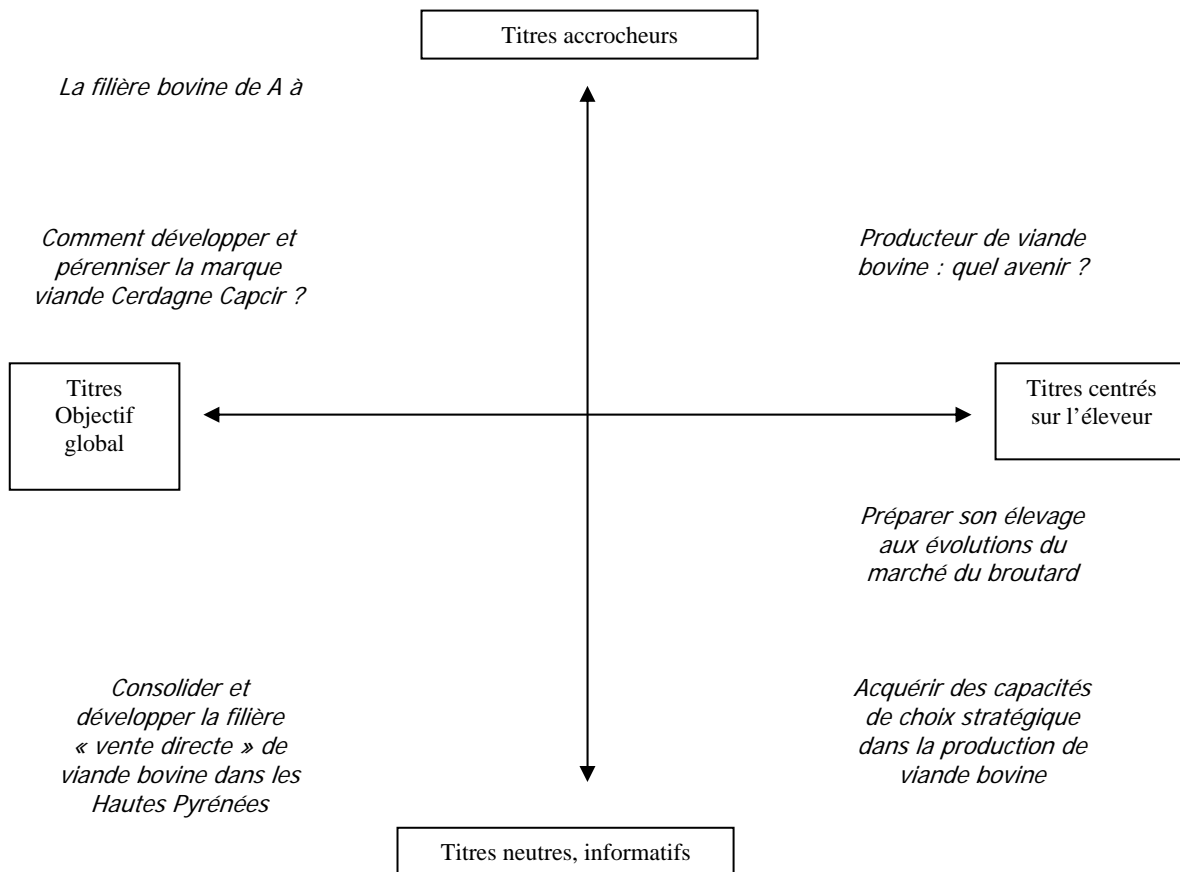 Titres accrocheurs
La filière bovine de A à
Comment développer et
pérenniser la marque
viande Cerdagne Capcir ?
Producteur de viande
bovine : quel avenir ?
Titres
Objectif
global
Titres centrés
sur l’éleveur
Préparer son élevage
aux évolutions du
marché du broutard
Consolider et
développer la filière
« vente directe » de
viande bovine dans les
Hautes Pyrénées
Acquérir des capacités
de choix stratégique
dans la production de
viande bovine
Titres neutres, informatifs